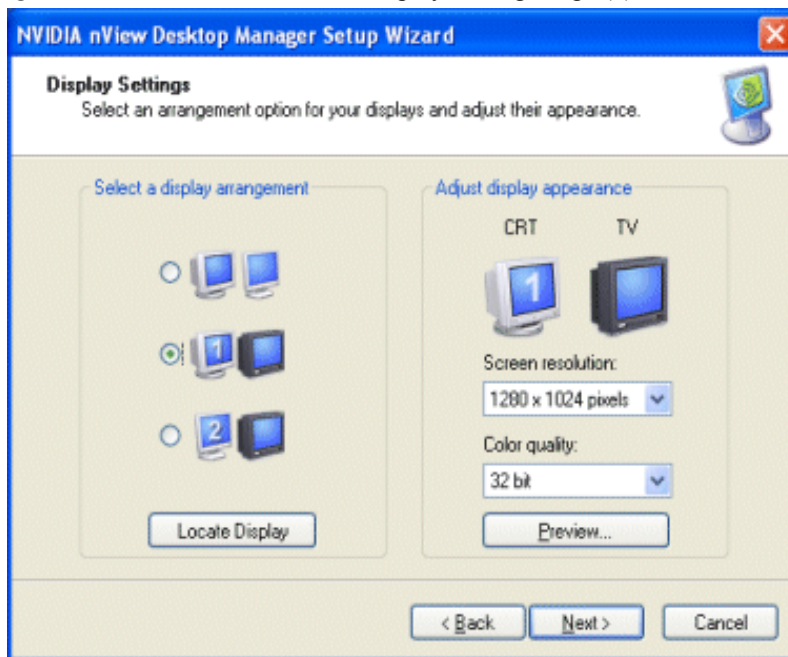 NVIDIA nView Desktop Manager Setup Wizard
Display Settings
Select an arrangement option for your displays and adjust their appearance.
Select a display arrangement
1
2
Locate Display
Adjust display appearance
CRT TV
1
Screen resolution:
1280 x 1024 pixels
Color quality:
32 bit
Preview...
< Back Next > Cancel